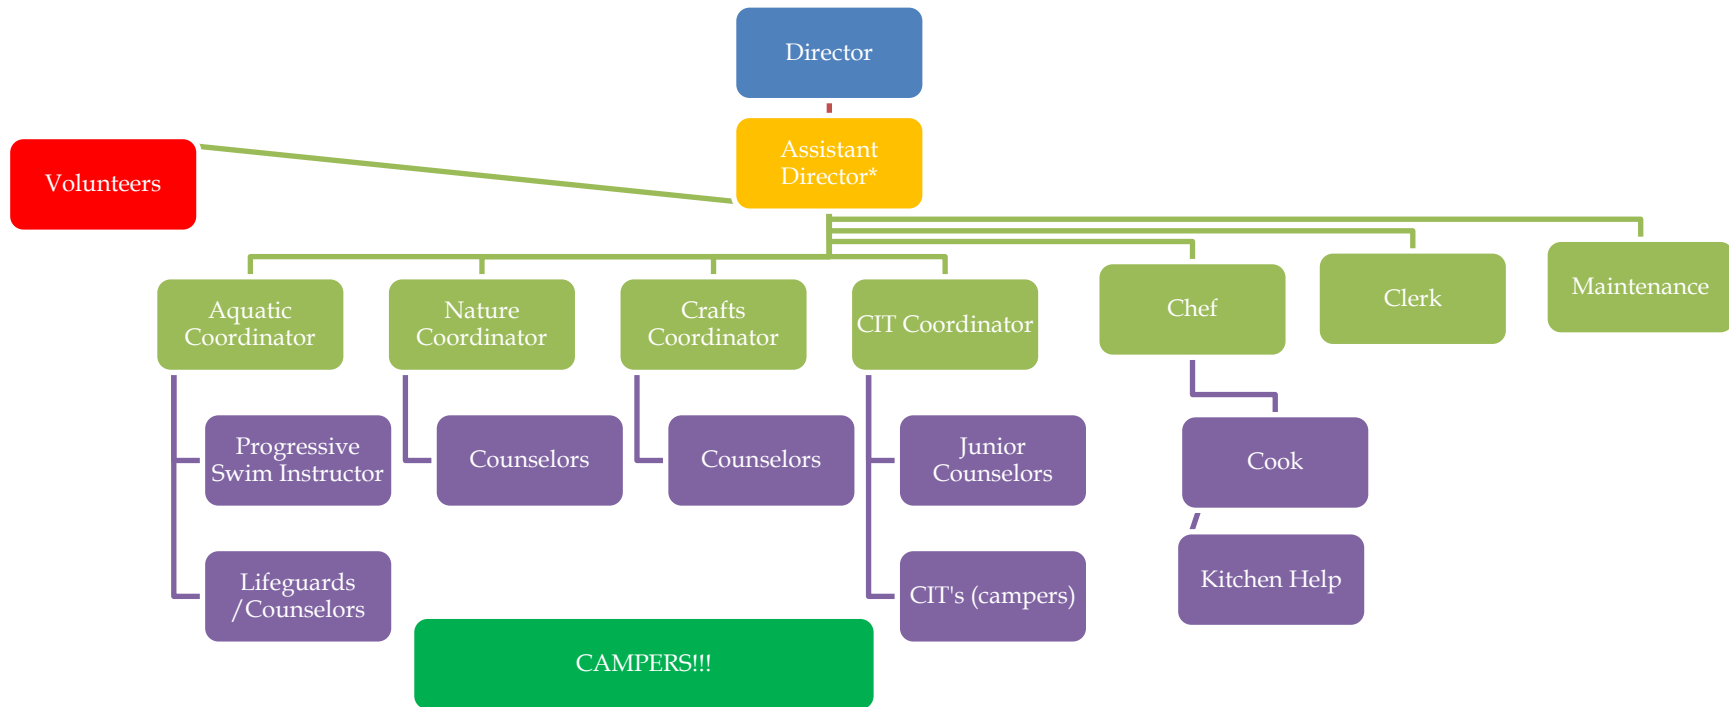 Director
Assistant
Director*
Volunteers
Aquatic
Coordinator
Nature
Coordinator
Crafts
Coordinator
CIT Coordinator
Chef
Clerk
Maintenance
Progressive
Swim Instructor
Counselors
Counselors
Junior
Counselors
Cook
Lifeguards
/Counselors
CIT's (campers)
Kitchen Help
CAMPERS!!!